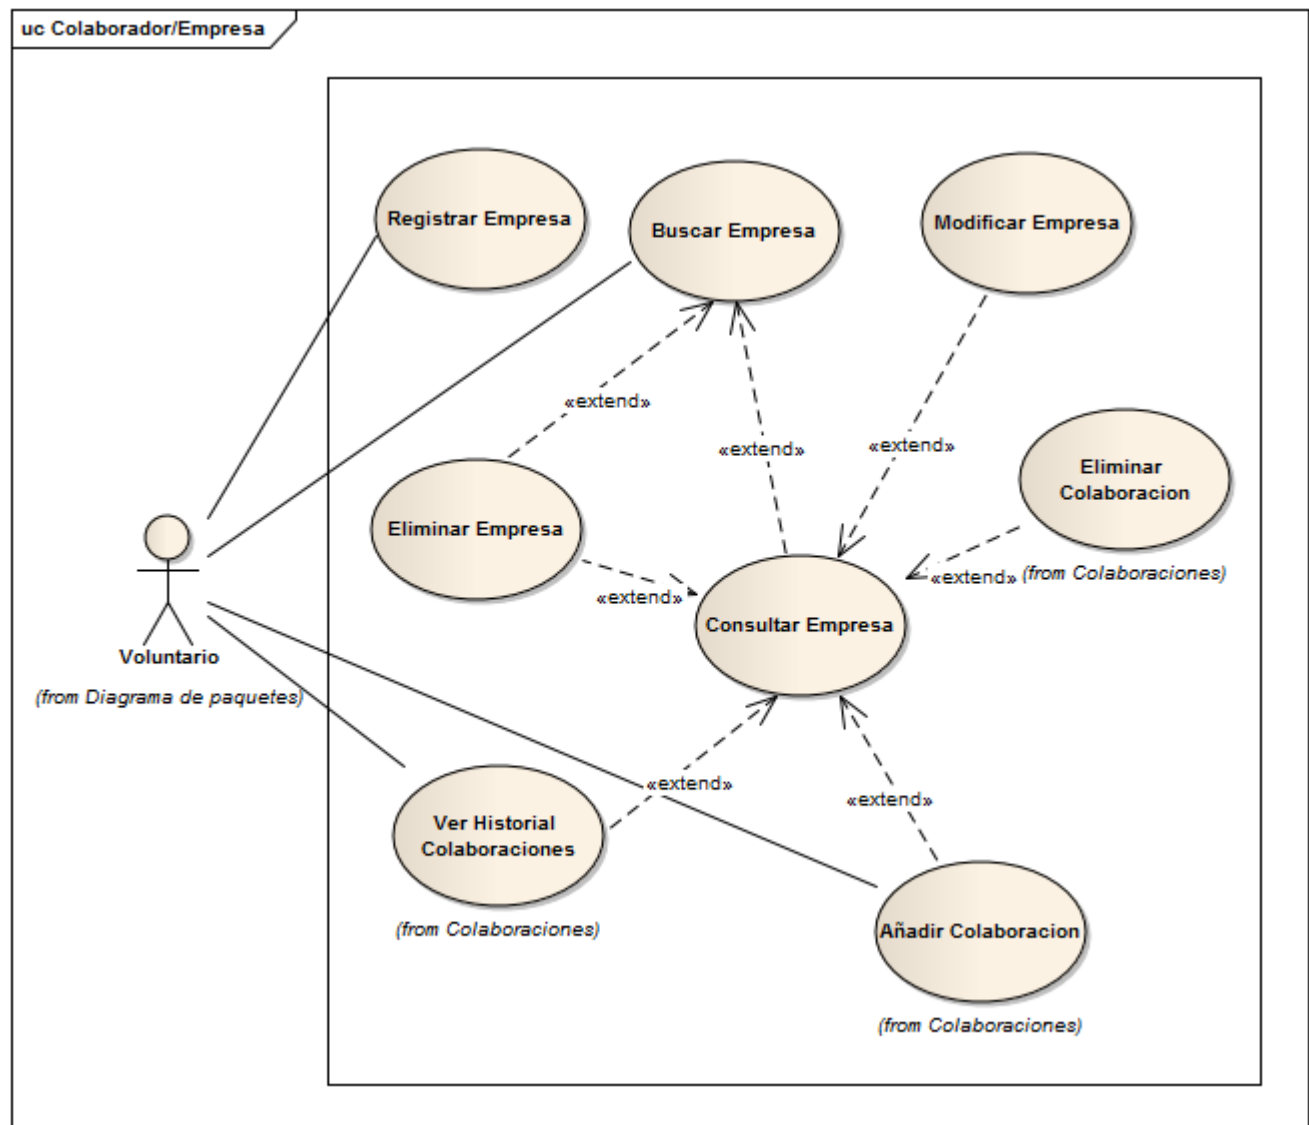 uc Colaborador/Empresa
Registrar Empresa
Buscar Empresa
Modificar Empresa
«extend»
«extend»
«extend»
Eliminar
Colaboracion
(from Colaboraciones)
Eliminar Empresa
«extend»
«extend»
Consultar Empresa
Voluntario
(from Diagrama de paquetes)
«extend»
«extend»
Ver Historial
Colaboraciones
(from Colaboraciones)
Añadir Colaboracion
(from Colaboraciones)